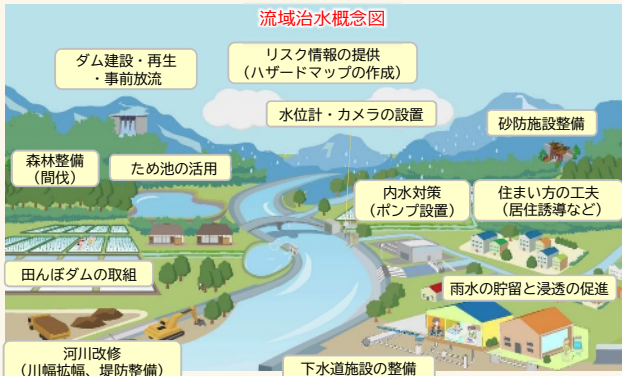 流域治水概念図
ダム建設・再生
・事前放流
リスク情報の提供
（ハザードマップの作成）
水位計・カメラの設置
砂防施設整備
森林整備
（間伐）
ため池の活用
内水対策
（ポンプ設置）
住まい方の工夫
（居住誘導など）
田んぼダムの取組
雨水の貯留と浸透の促進
河川改修
（川幅拡幅、堤防整備）
下水道施設の整備